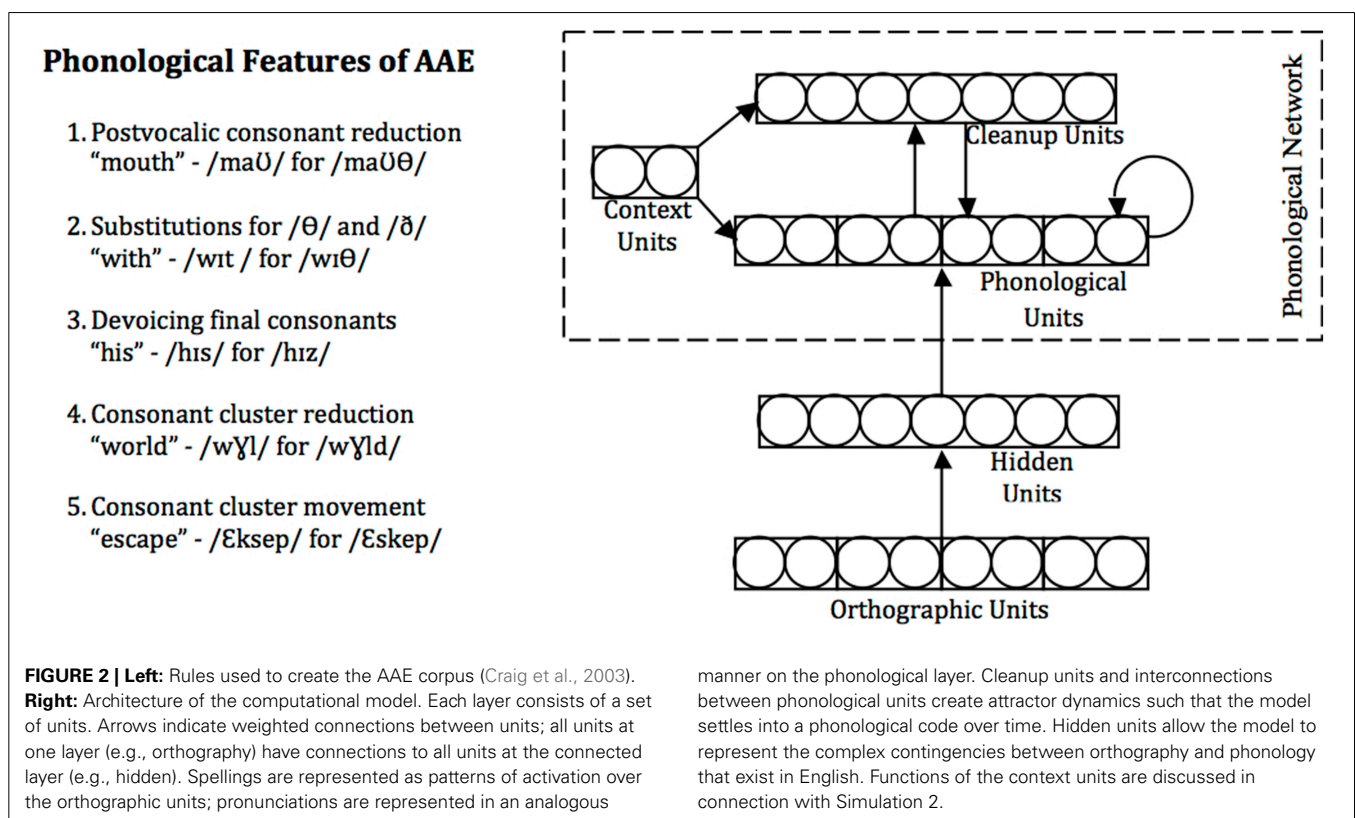 Phonological Features of AAE
1. Postvocalic consonant reduction
"mouth" - /maƱ/ for /maƱθ/
2. Substitutions for /θ/ and /ð/
"with" - /wɪt / for /wɪθ/
3. Devoicing final consonants
"his" - /hɪs/ for /hɪz/
4. Consonant cluster reduction
"world" - /wɣl/ for /wɣld/
5. Consonant cluster movement
"escape" - /Ɛksep/ for /Ɛskep/
Cleanup Units
Context
Units
Phonological
Units
Phonological Network
Hidden
Units
Orthographic Units
FIGURE 2 | Left: Rules used to create the AAE corpus (Craig et al., 2003).
Right: Architecture of the computational model. Each layer consists of a set
of units. Arrows indicate weighted connections between units; all units at
one layer (e.g., orthography) have connections to all units at the connected
layer (e.g., hidden). Spellings are represented as patterns of activation over
the orthographic units; pronunciations are represented in an analogous
manner on the phonological layer. Cleanup units and interconnections
between phonological units create attractor dynamics such that the model
settles into a phonological code over time. Hidden units allow the model to
represent the complex contingencies between orthography and phonology
that exist in English. Functions of the context units are discussed in
connection with Simulation 2.